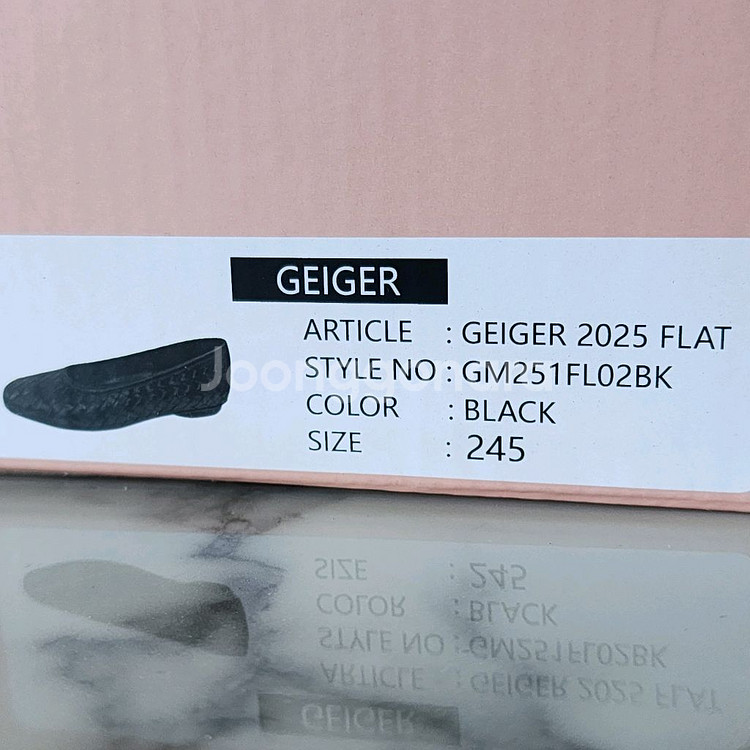 GEIGER
ARTICLE : GEIGER 2025 FLAT
STYLE NO : GM251FL02BK
COLOR : BLACK
SIZE : 245